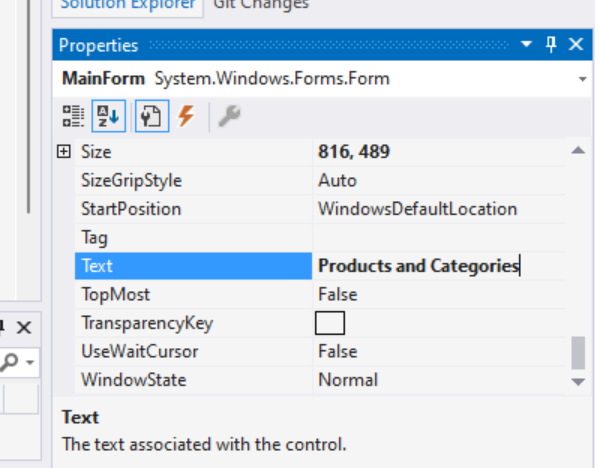 Solution Explorer Git Changes
Properties
MainForm System.Windows.Forms.Form
Size 816, 489
SizeGripStyle Auto
StartPosition WindowsDefaultLocation
Tag
Text Products and Categories
TopMost False
TransparencyKey
UseWaitCursor False
WindowState Normal
Text
The text associated with the control.